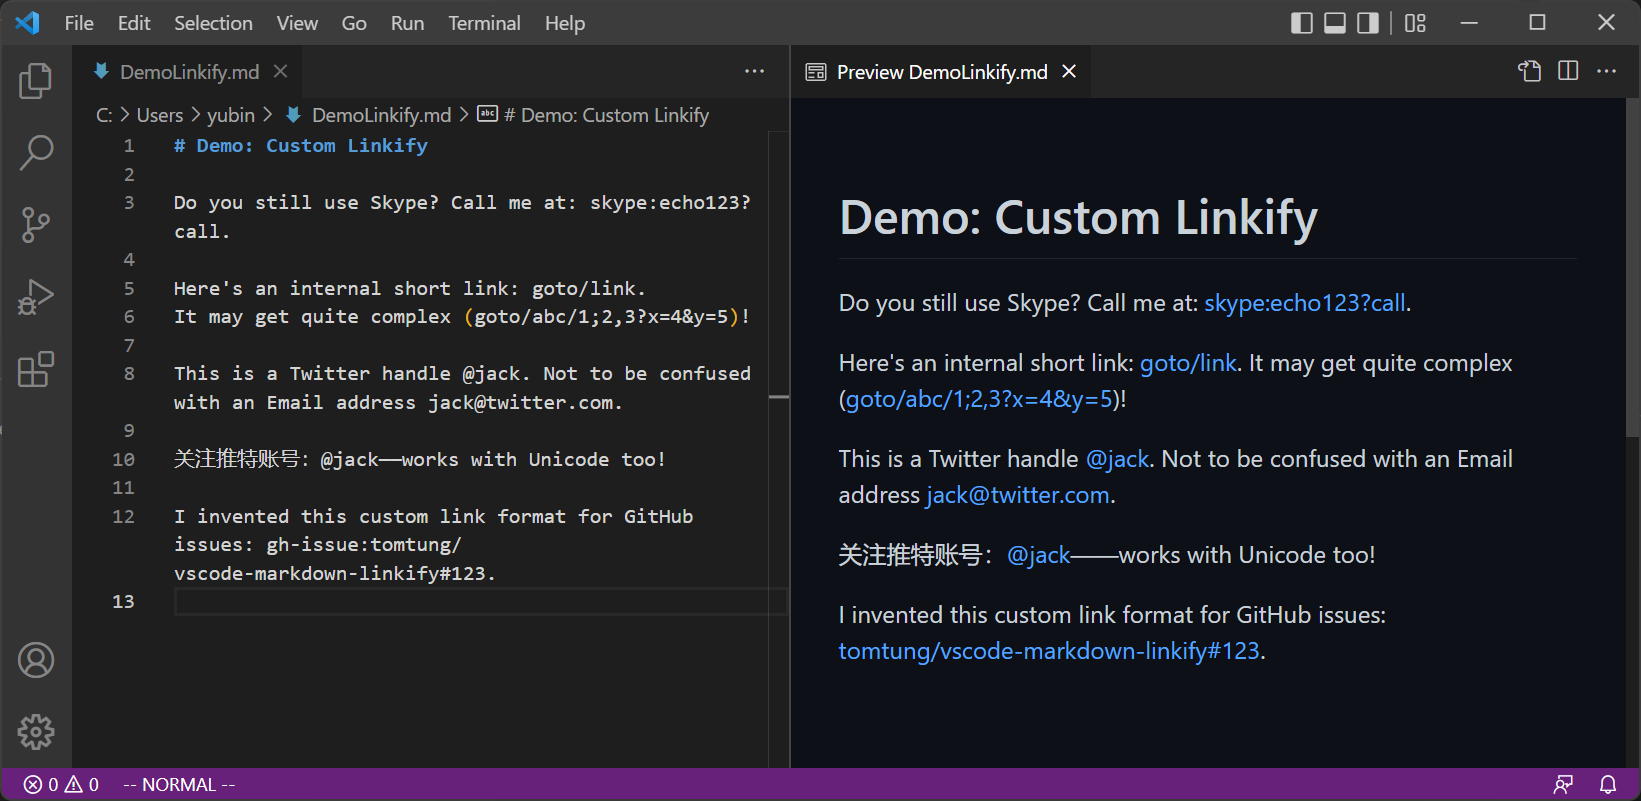 File Edit Selection View Go Run Terminal Help
DemoLinkify.md
C: > Users > yubin > DemoLinkify.md > # Demo: Custom Linkify
1 # Demo: Custom Linkify
2
3 Do you still use Skype? Call me at: skype:echo123?
call.
4
5 Here's an internal short link: goto/link.
6 It may get quite complex (goto/abc/1;2,3?x=4&y=5)!
7
8 This is a Twitter handle @jack. Not to be confused
with an Email address jack@twitter.com.
9
10 关注推特账号：@jack——works with Unicode too!
11
12 I invented this custom link format for GitHub
issues: gh-issue:tomtung/
vscode-markdown-linkify#123.
13
Preview DemoLinkify.md
Demo: Custom Linkify
Do you still use Skype? Call me at: skype:echo123?call.
Here's an internal short link: goto/link. It may get quite complex
(goto/abc/1;2,3?x=4&y=5)!
This is a Twitter handle @jack. Not to be confused with an Email
address jack@twitter.com.
关注推特账号：@jack——works with Unicode too!
I invented this custom link format for GitHub issues:
tomtung/vscode-markdown-linkify#123.
0 0 -- NORMAL --